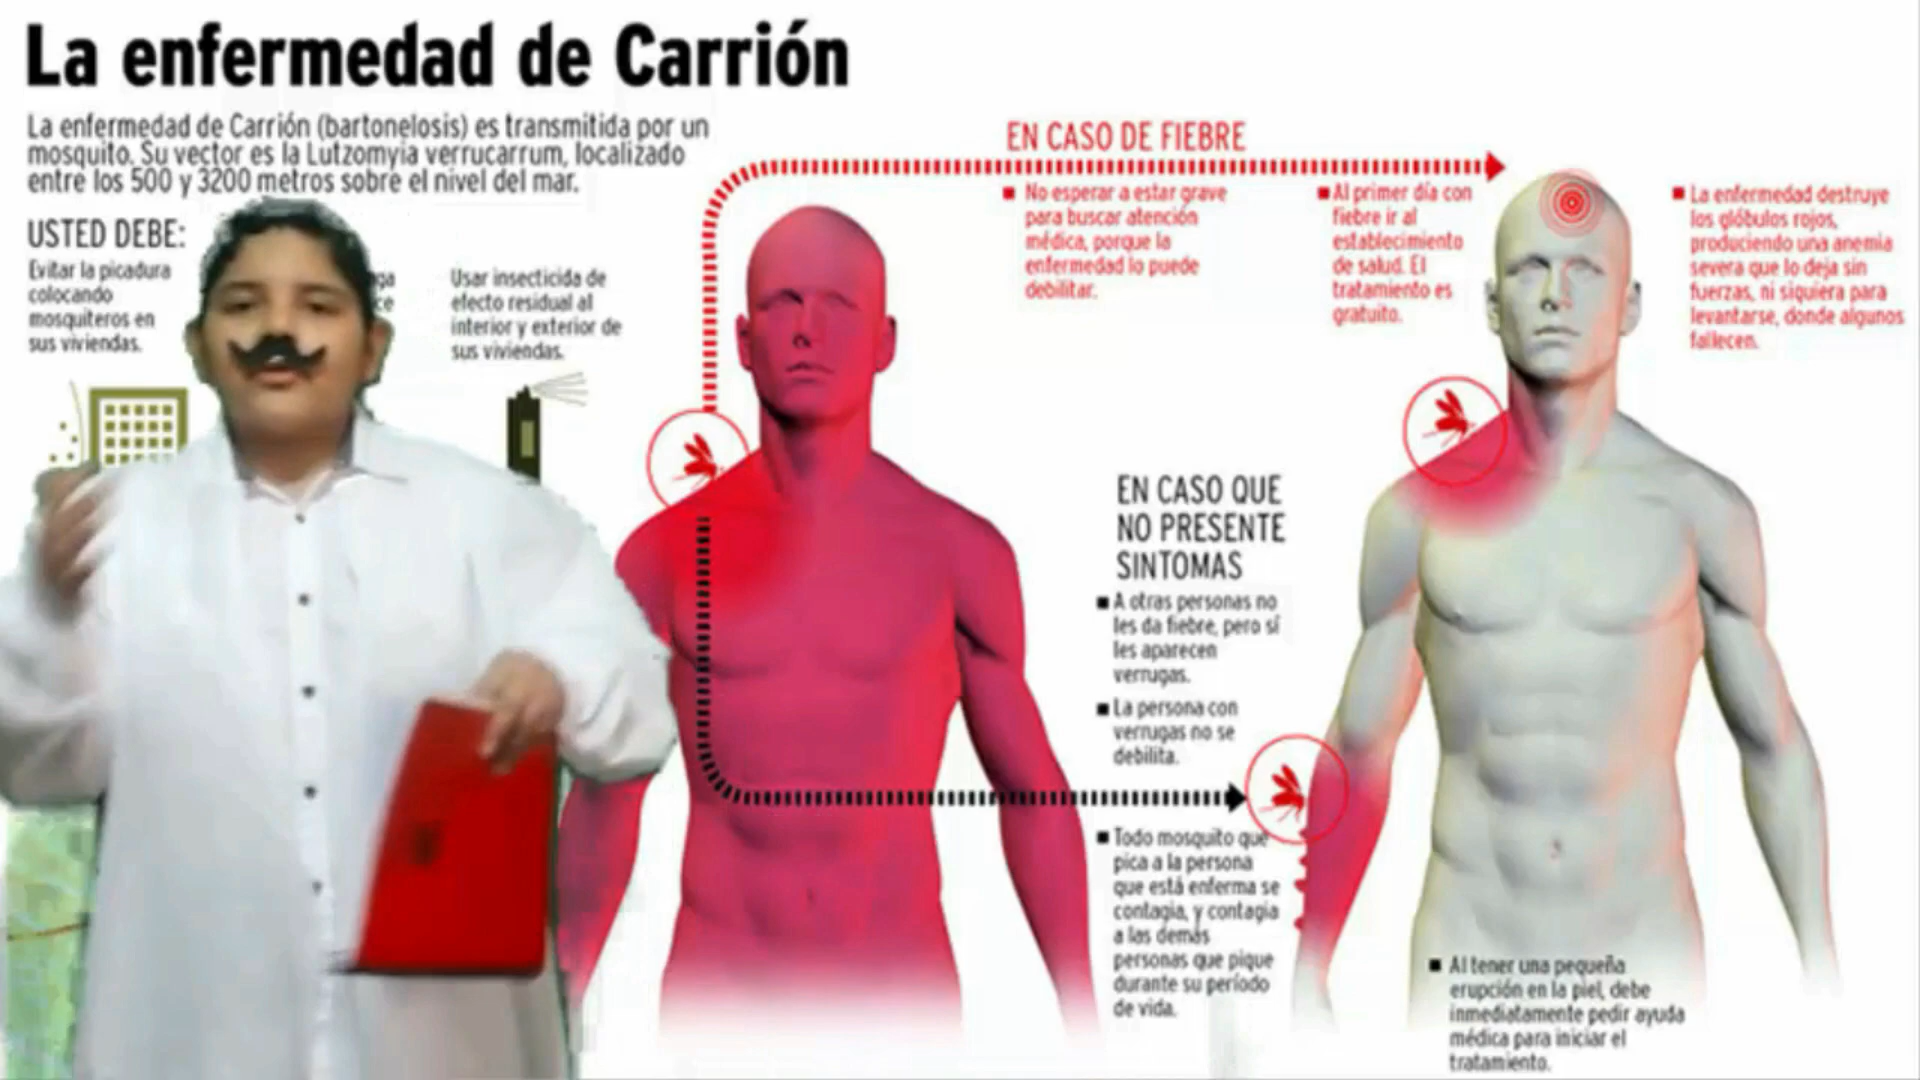 La enfermedad de Carrión
La enfermedad de Carrión (bartonelosis) es transmitida por un
mosquito. Su vector es la Lutzomyia verrucarrum, localizado
entre los 500 y 3200 metros sobre el nivel del mar.
USTED DEBE:
Evitar la picadura
colocando
mosquiteros en
sus viviendas.
Usar insecticida de
efecto residual al
interior y exterior de
sus viviendas.
EN CASO DE FIEBRE
■ No esperar a estar grave
para buscar atención
médica, porque la
enfermedad lo puede
debilitar.
■ Al primer día con
fiebre ir al
establecimiento
de salud. El
tratamiento es
gratuito.
■ La enfermedad destruye
los glóbulos rojos,
produciendo una anemia
severa que lo deja sin
fuerzas, ni siquiera para
levantarse, donde algunos
fallecen.
EN CASO QUE
NO PRESENTE
SINTOMAS
■ A otras personas no
les da fiebre, pero sí
les aparecen
verrugas.
■ La persona con
verrugas no se
debilita.
■ Todo mosquito que
pica a la persona
que está enferma se
contagia, y contagia
a las demás
personas que pique
durante su período
de vida.
■ Al tener una pequeña
erupción en la piel, debe
inmediatamente pedir ayuda
médica para iniciar el
tratamiento.